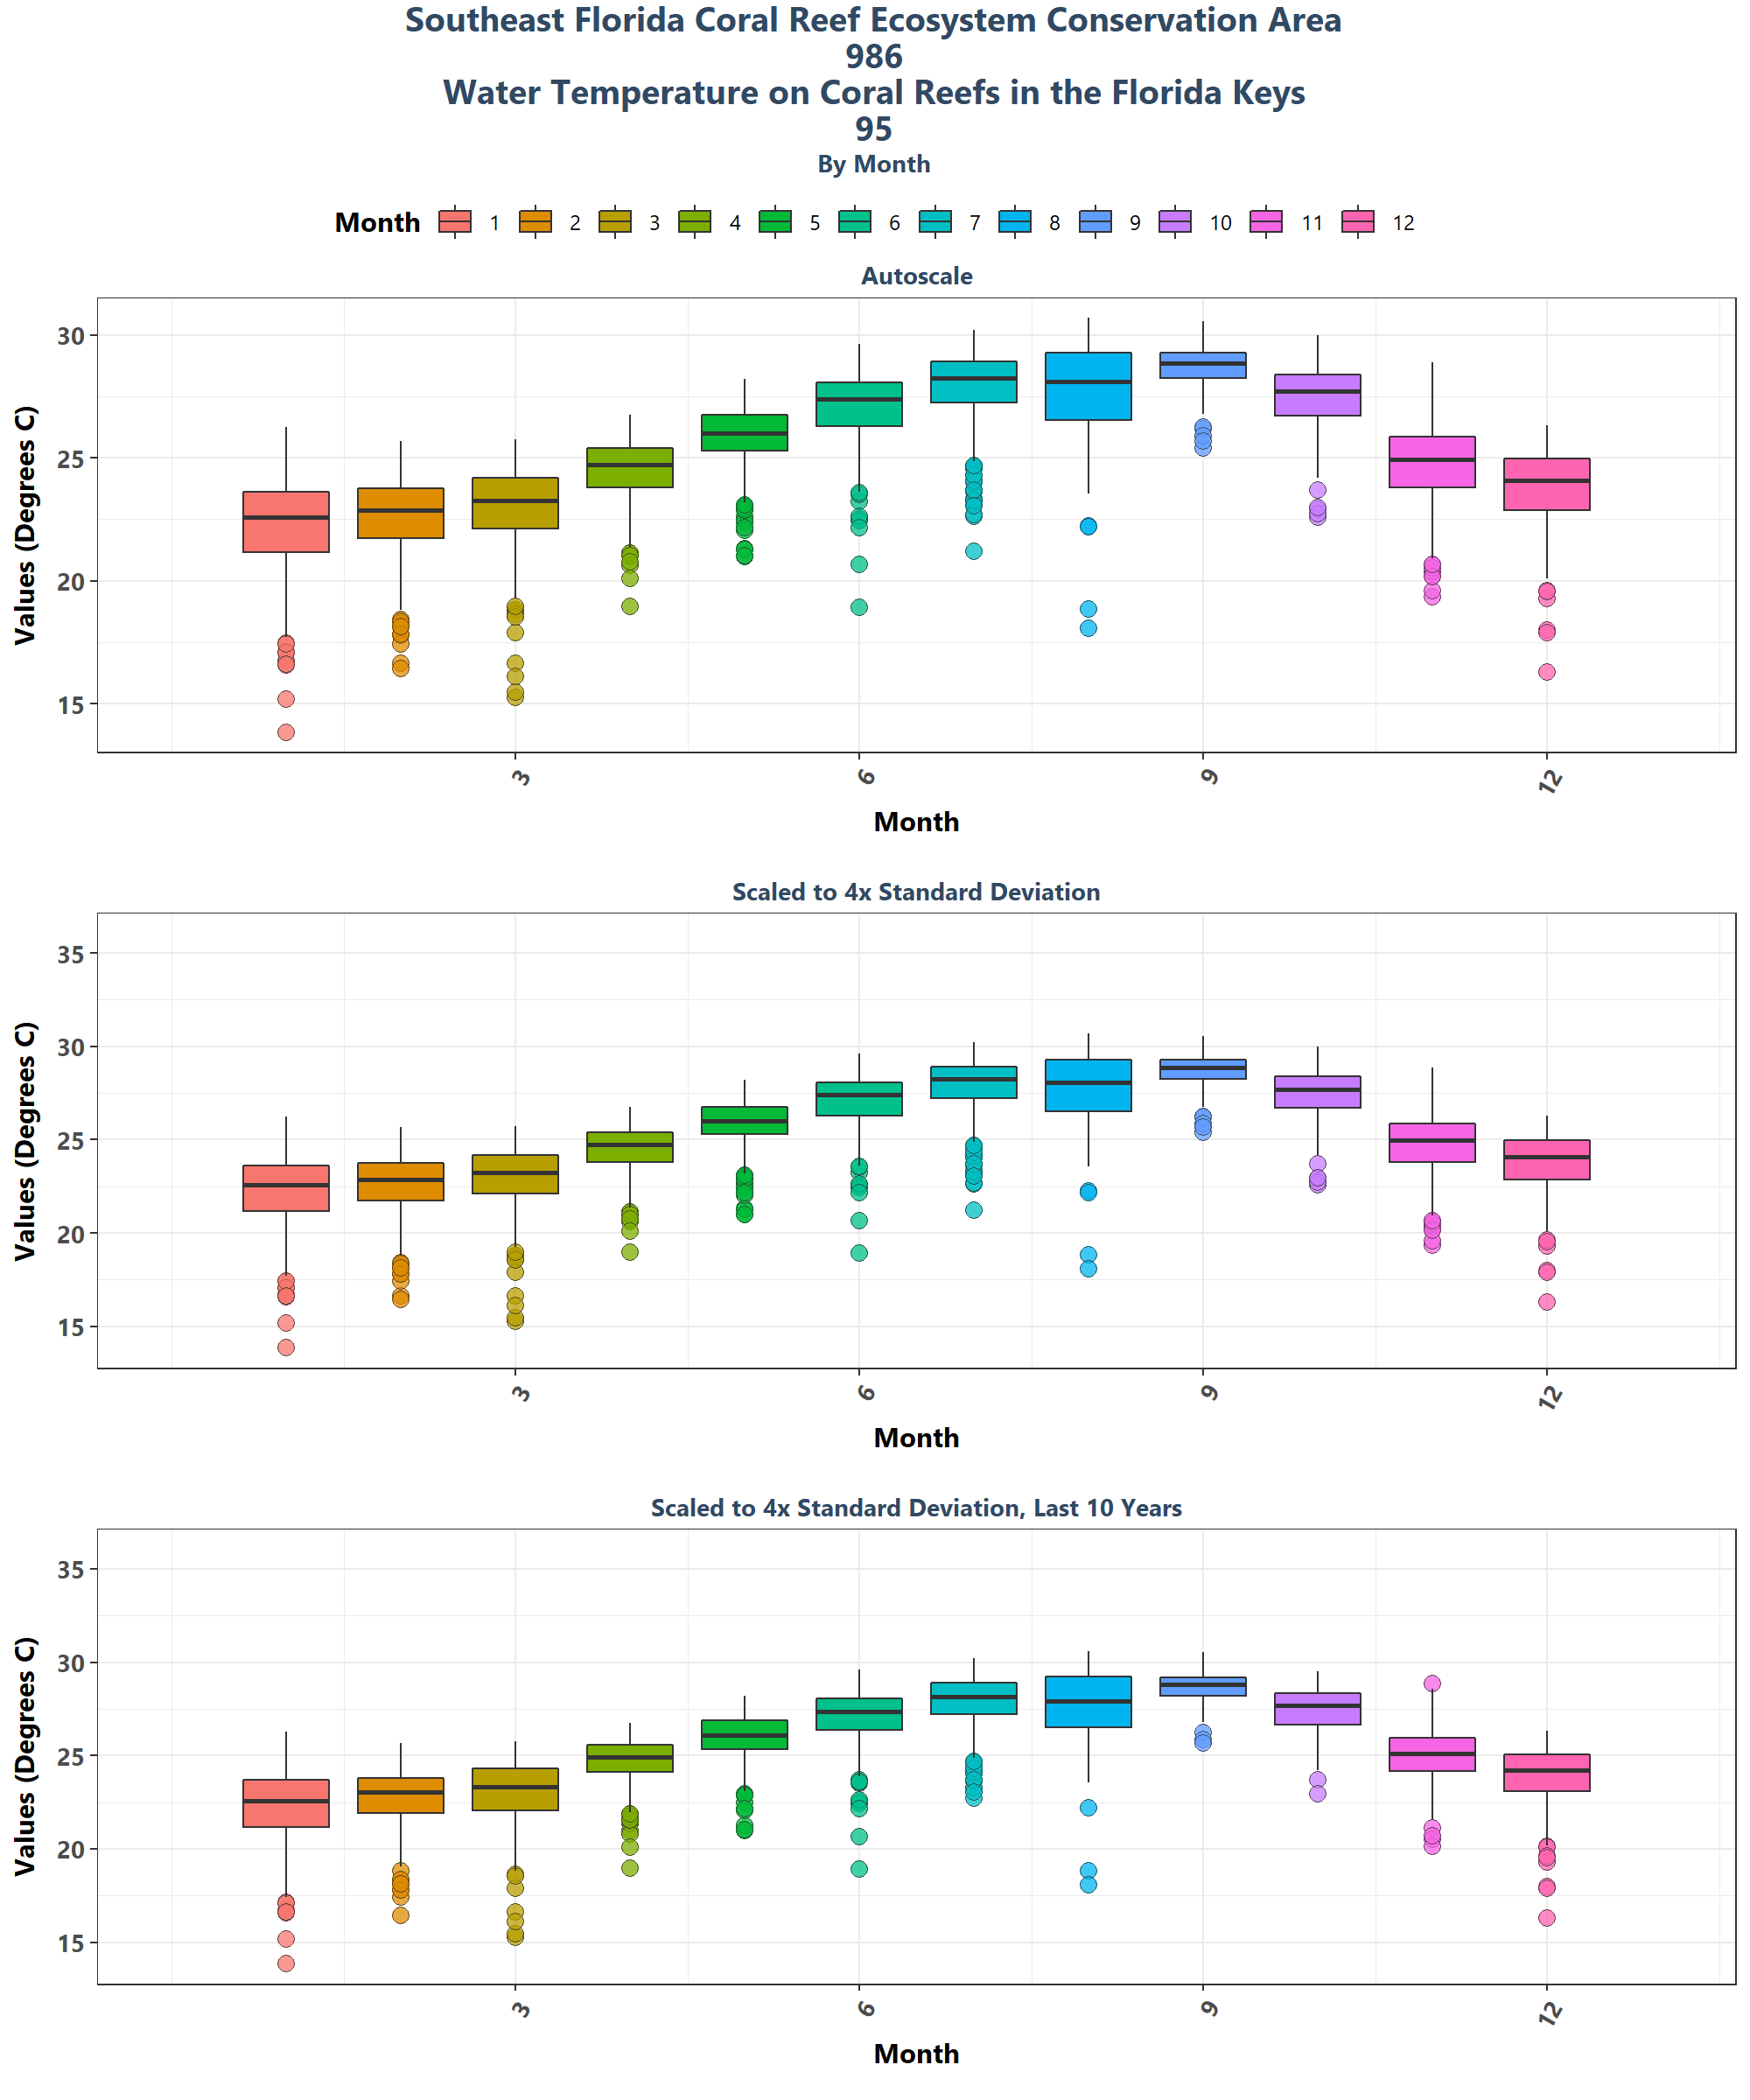 Southeast Florida Coral Reef Ecosystem Conservation Area
986
Water Temperature on Coral Reefs in the Florida Keys
95
By Month
Month 1 2 3 4 5 6 7 8 9 10 11 12
Autoscale
Values (Degrees C)
30
25
20
15
3 6 9 12
Month
Scaled to 4x Standard Deviation
Values (Degrees C)
35
30
25
20
15
3 6 9 12
Month
Scaled to 4x Standard Deviation, Last 10 Years
Values (Degrees C)
35
30
25
20
15
3 6 9 12
Month